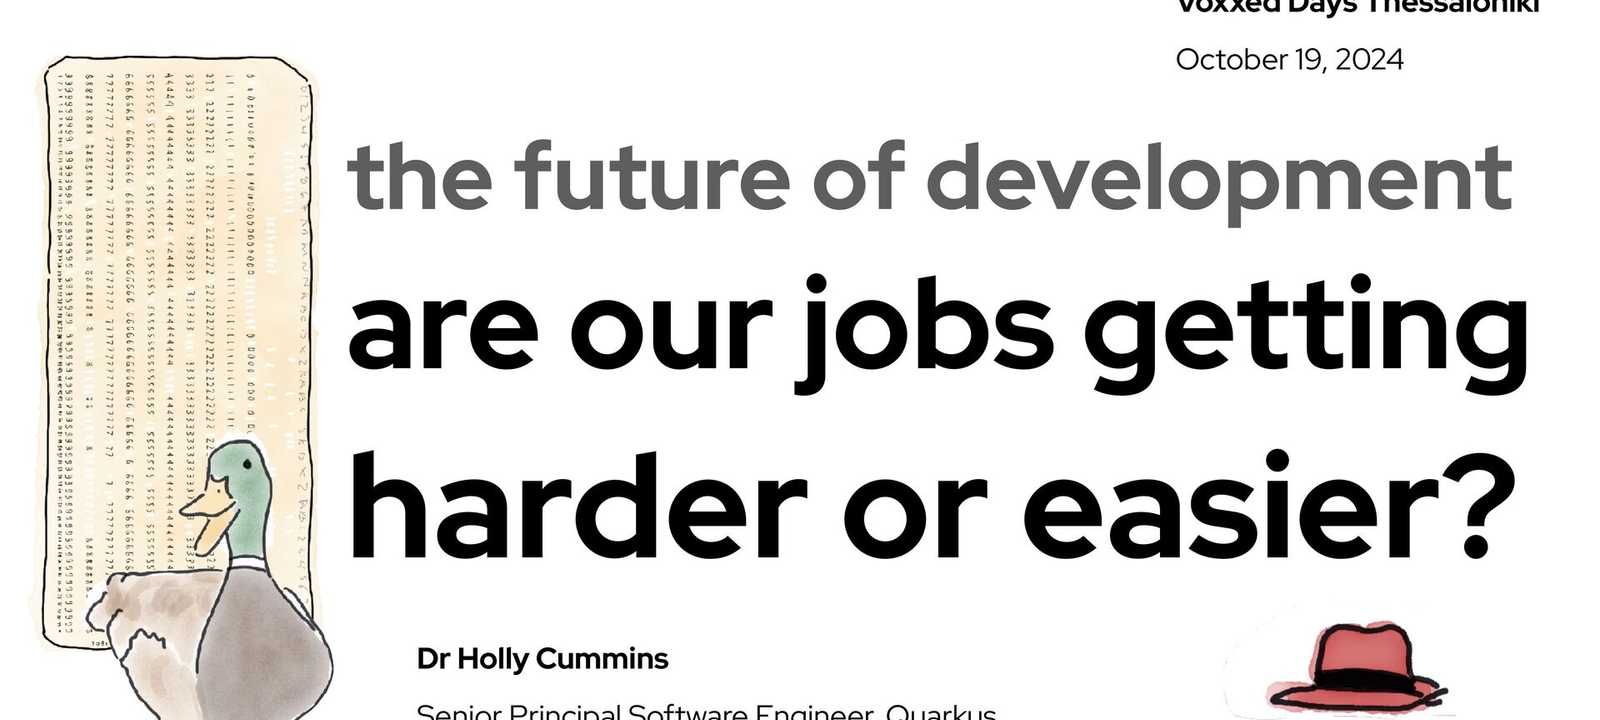 Voxxed Days Thessaloniki
October 19, 2024
the future of development
are our jobs getting
harder or easier?
Dr Holly Cummins
Senior Principal Software Engineer, Quarkus